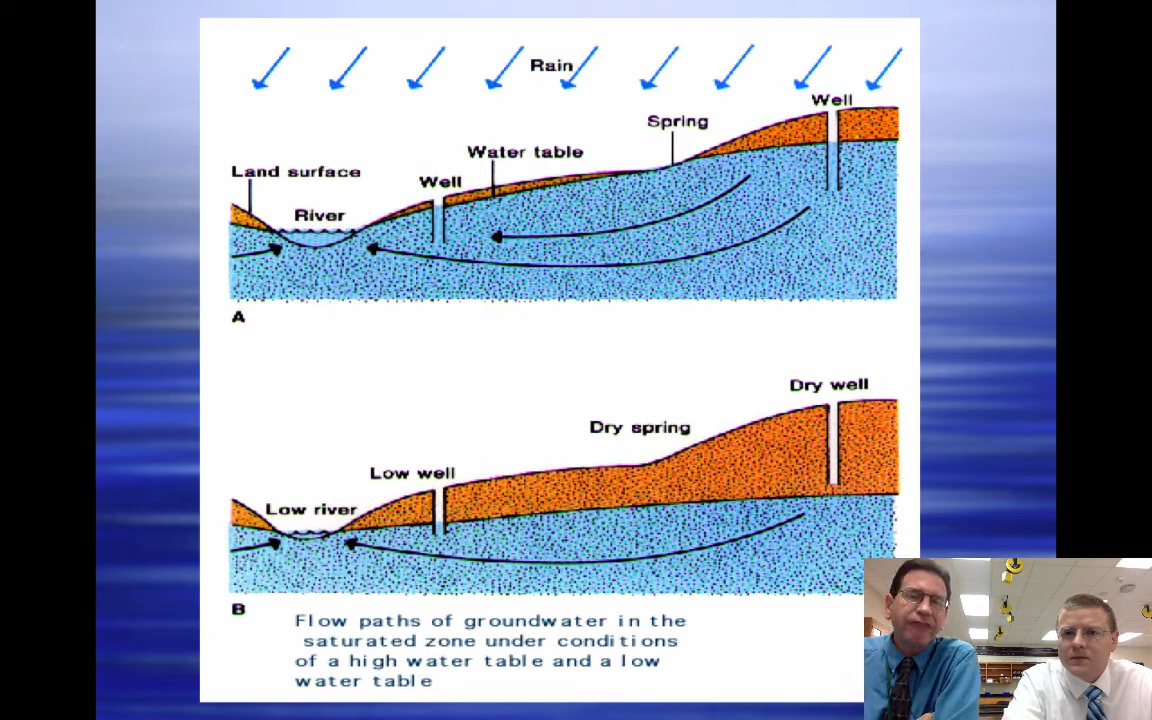 Rain
Well
Spring
Water table
Land surface
Well
River
A
Dry well
Dry spring
Low well
Low river
B
Flow paths of groundwater in the
saturated zone under conditions
of a high water table and a low
water table